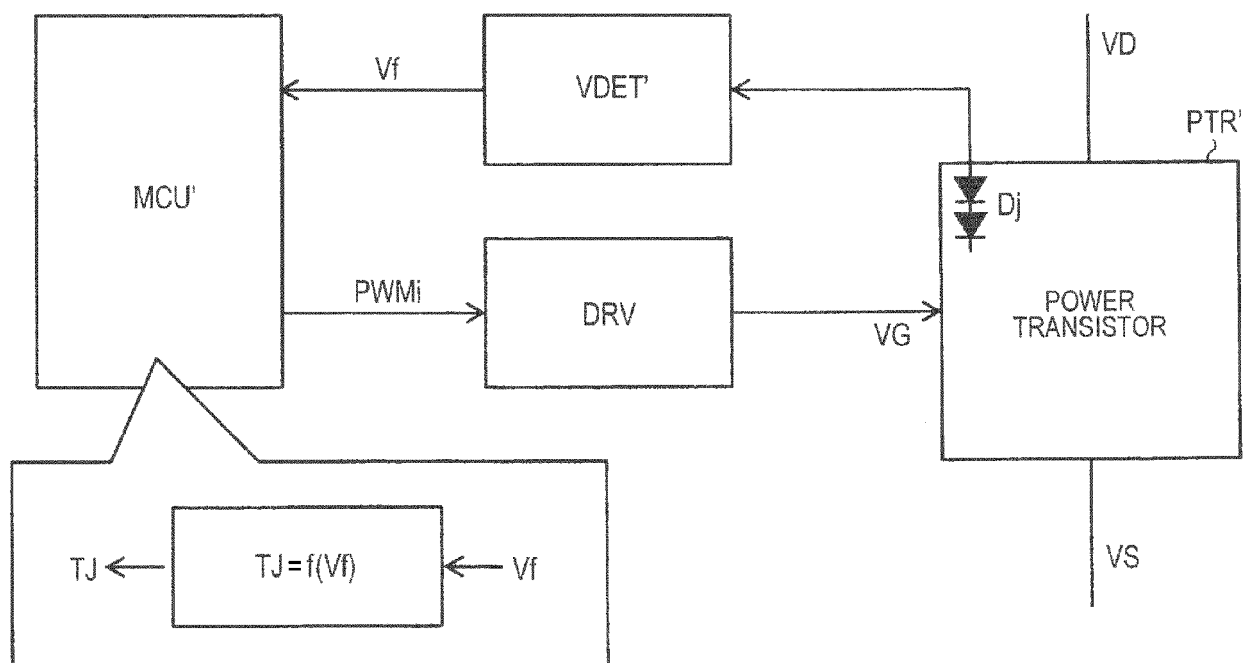 VD
Vf
VDET'
PTR'
MCU'
Dj
PWMi
DRV
VG
POWER
TRANSISTOR
VS
TJ
TJ = f(Vf)
Vf